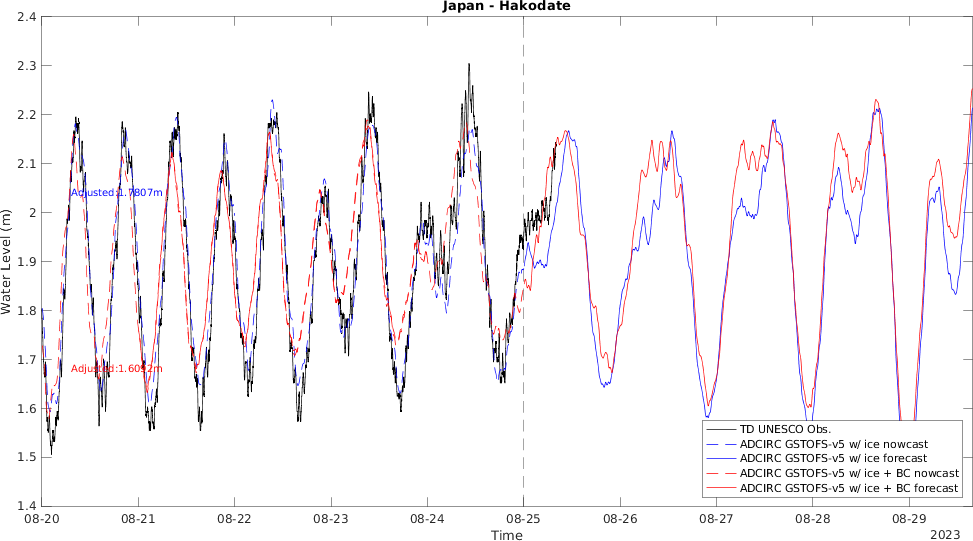 Japan - Hakodate
Water Level (m)
2.4
2.3
2.2
2.1
2
1.9
1.8
1.7
1.6
1.5
1.4
Adjusted:1.7807m
Adjusted:1.6092m
TD UNESCO Obs.
ADCIRC GSTOFS-v5 w/ ice nowcast
ADCIRC GSTOFS-v5 w/ ice forecast
ADCIRC GSTOFS-v5 w/ ice + BC nowcast
ADCIRC GSTOFS-v5 w/ ice + BC forecast
08-20 08-21 08-22 08-23 08-24 08-25 08-26 08-27 08-28 08-29
Time
2023